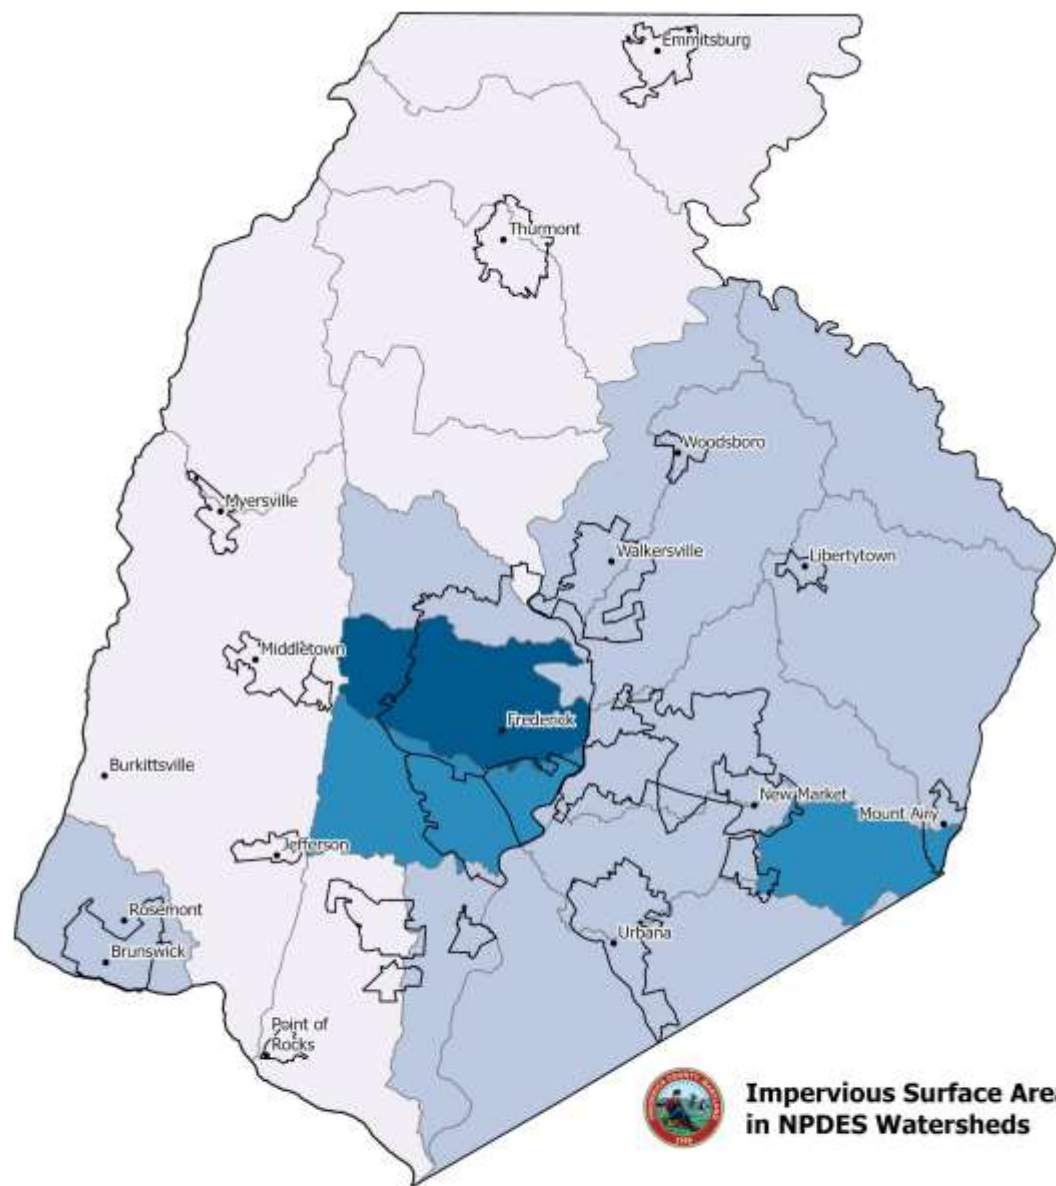 Emmitsburg
Thurmont
Woodsboro
Myersville
Walkersville
Libertytown
Middletown
Frederick
Burkittsville
New Market
Mount Airy
Jefferson
Rosemont
Urbana
Brunswick
Point of
Rocks
Impervious Surface Area
in NPDES Watersheds